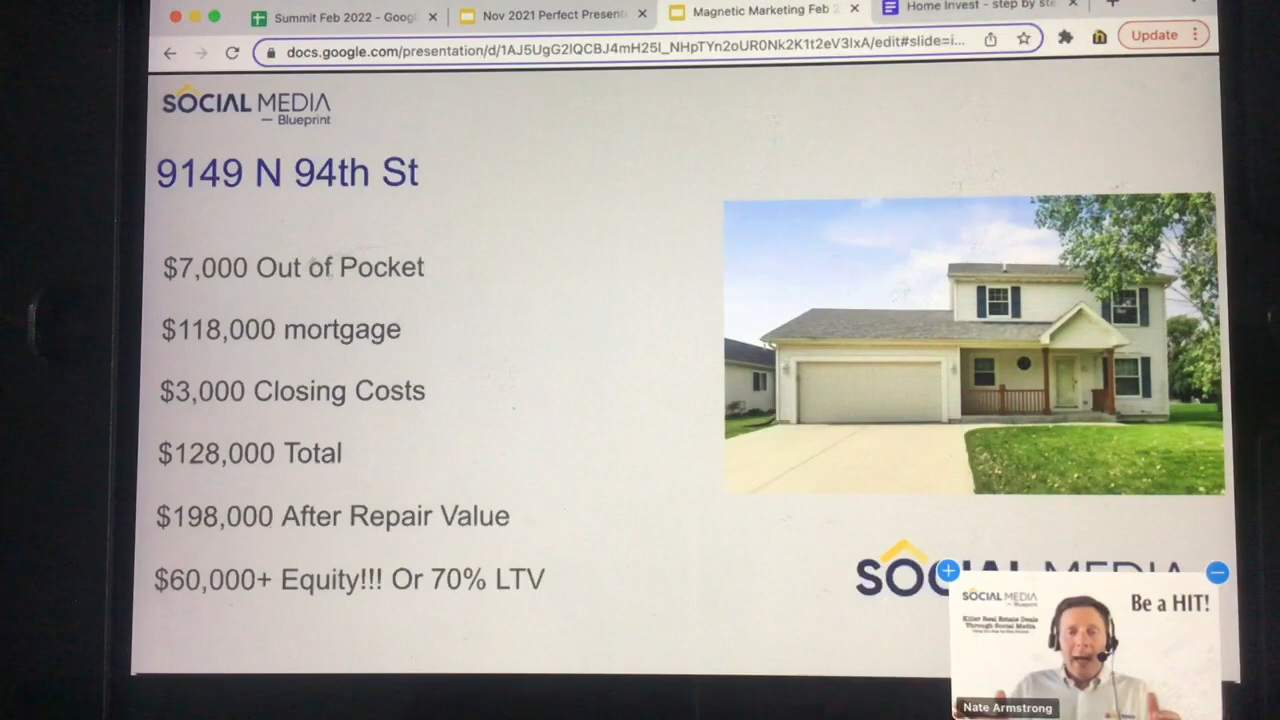 Summit Feb 2022 - Googl
Nov 2021 Perfect Present
Magnetic Marketing Feb 2
Home Invest - step by ste
docs.google.com/presentation/d/1AJ5UgG2lQCBJ4mH25I_NHpTYn2oUR0Nk2K1t2eV3IxA/edit#slide=i...
Update
SOCIAL MEDIA
— Blueprint
9149 N 94th St
$7,000 Out of Pocket
$118,000 mortgage
$3,000 Closing Costs
$128,000 Total
$198,000 After Repair Value
$60,000+ Equity!!! Or 70% LTV
SOCIAL MEDIA
SOCIAL MEDIA
Blueprint
Be a HIT!
Killer Real Estate Deals
Through Social Media
Nate Armstrong